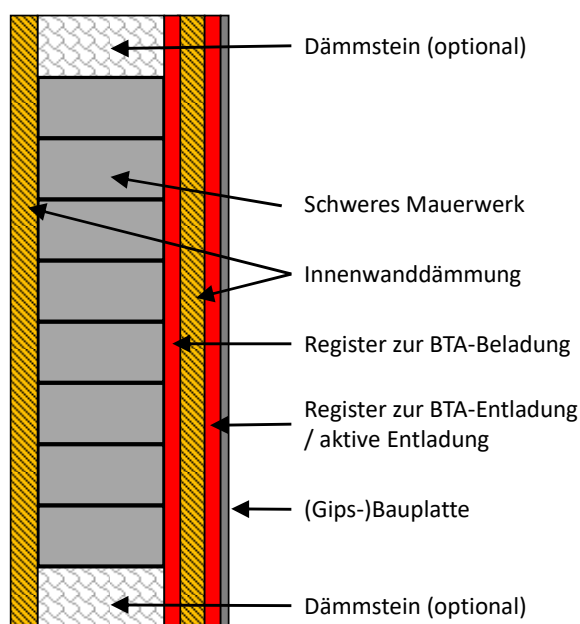 Dämmstein (optional)
Schweres Mauerwerk
Innenwanddämmung
Register zur BTA-Beladung
Register zur BTA-Entladung
/ aktive Entladung
(Gips-)Bauplatte
Dämmstein (optional)